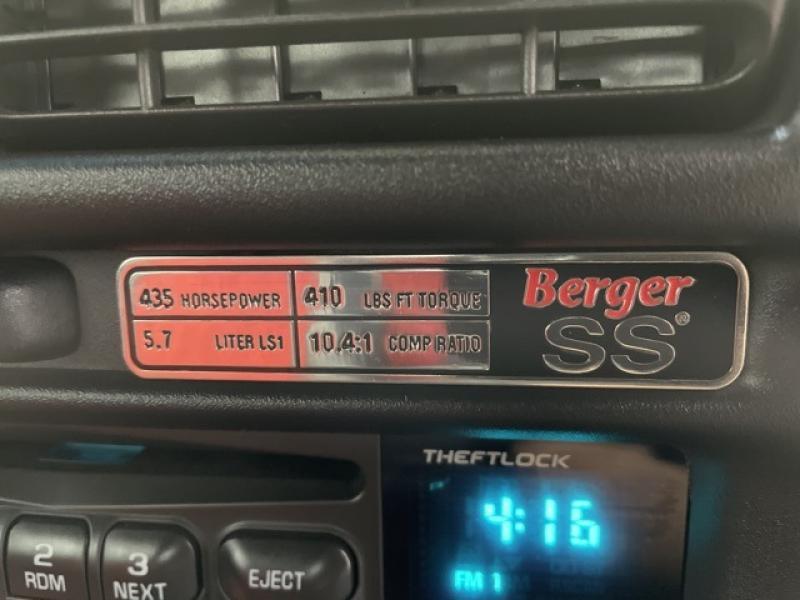 435 HORSEPOWER 410 LBS FT TORQUE
5.7 LITER LS1 10.4:1 COMP RATIO
Berger
SS®
THEFTLOCK
4:16
FM 1
2 3
RDM NEXT EJECT